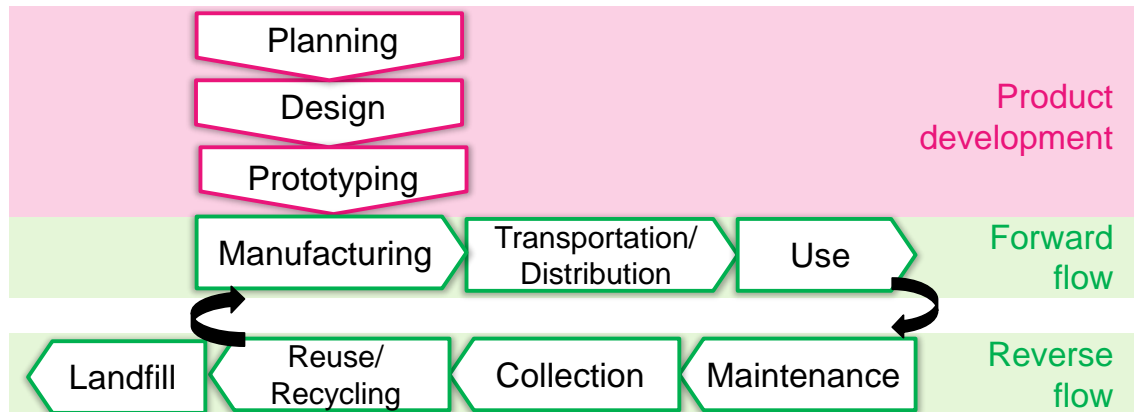 Planning
Design
Prototyping
Product
development
Manufacturing
Transportation/
Distribution
Use
Forward
flow
Landfill
Reuse/
Recycling
Collection
Maintenance
Reverse
flow